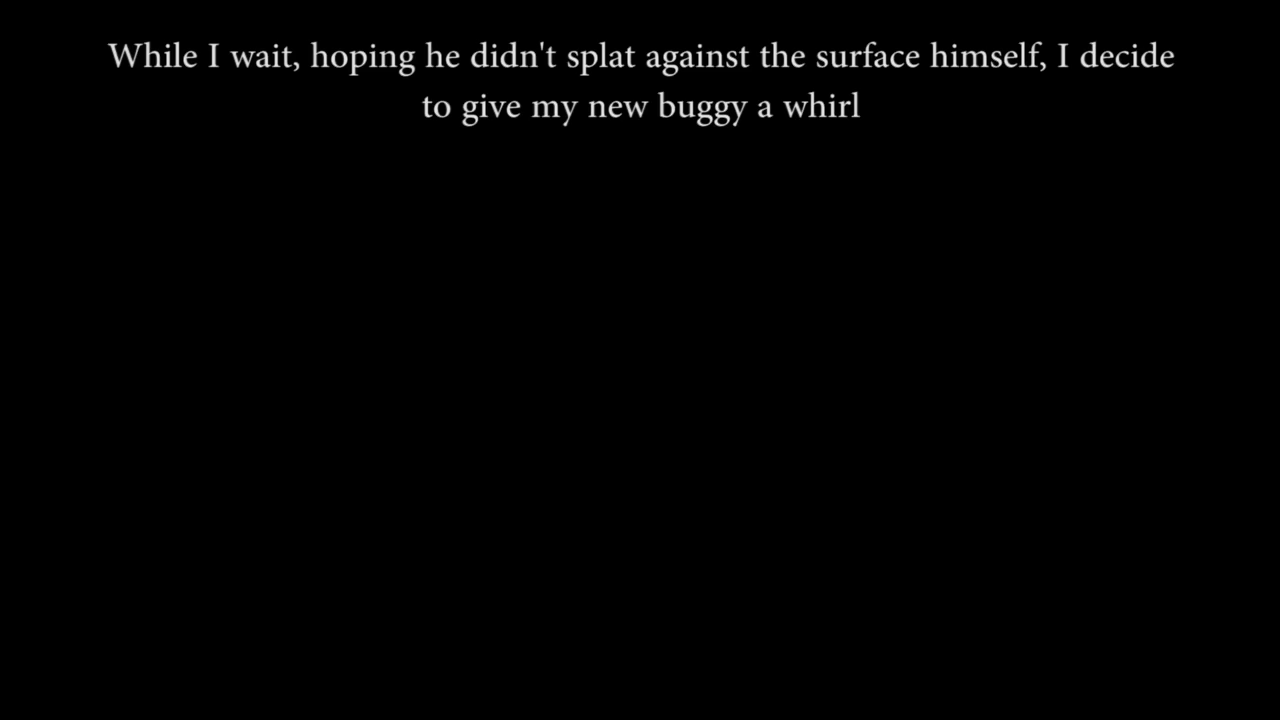 While I wait, hoping he didn't splat against the surface himself, I decide
to give my new buggy a whirl